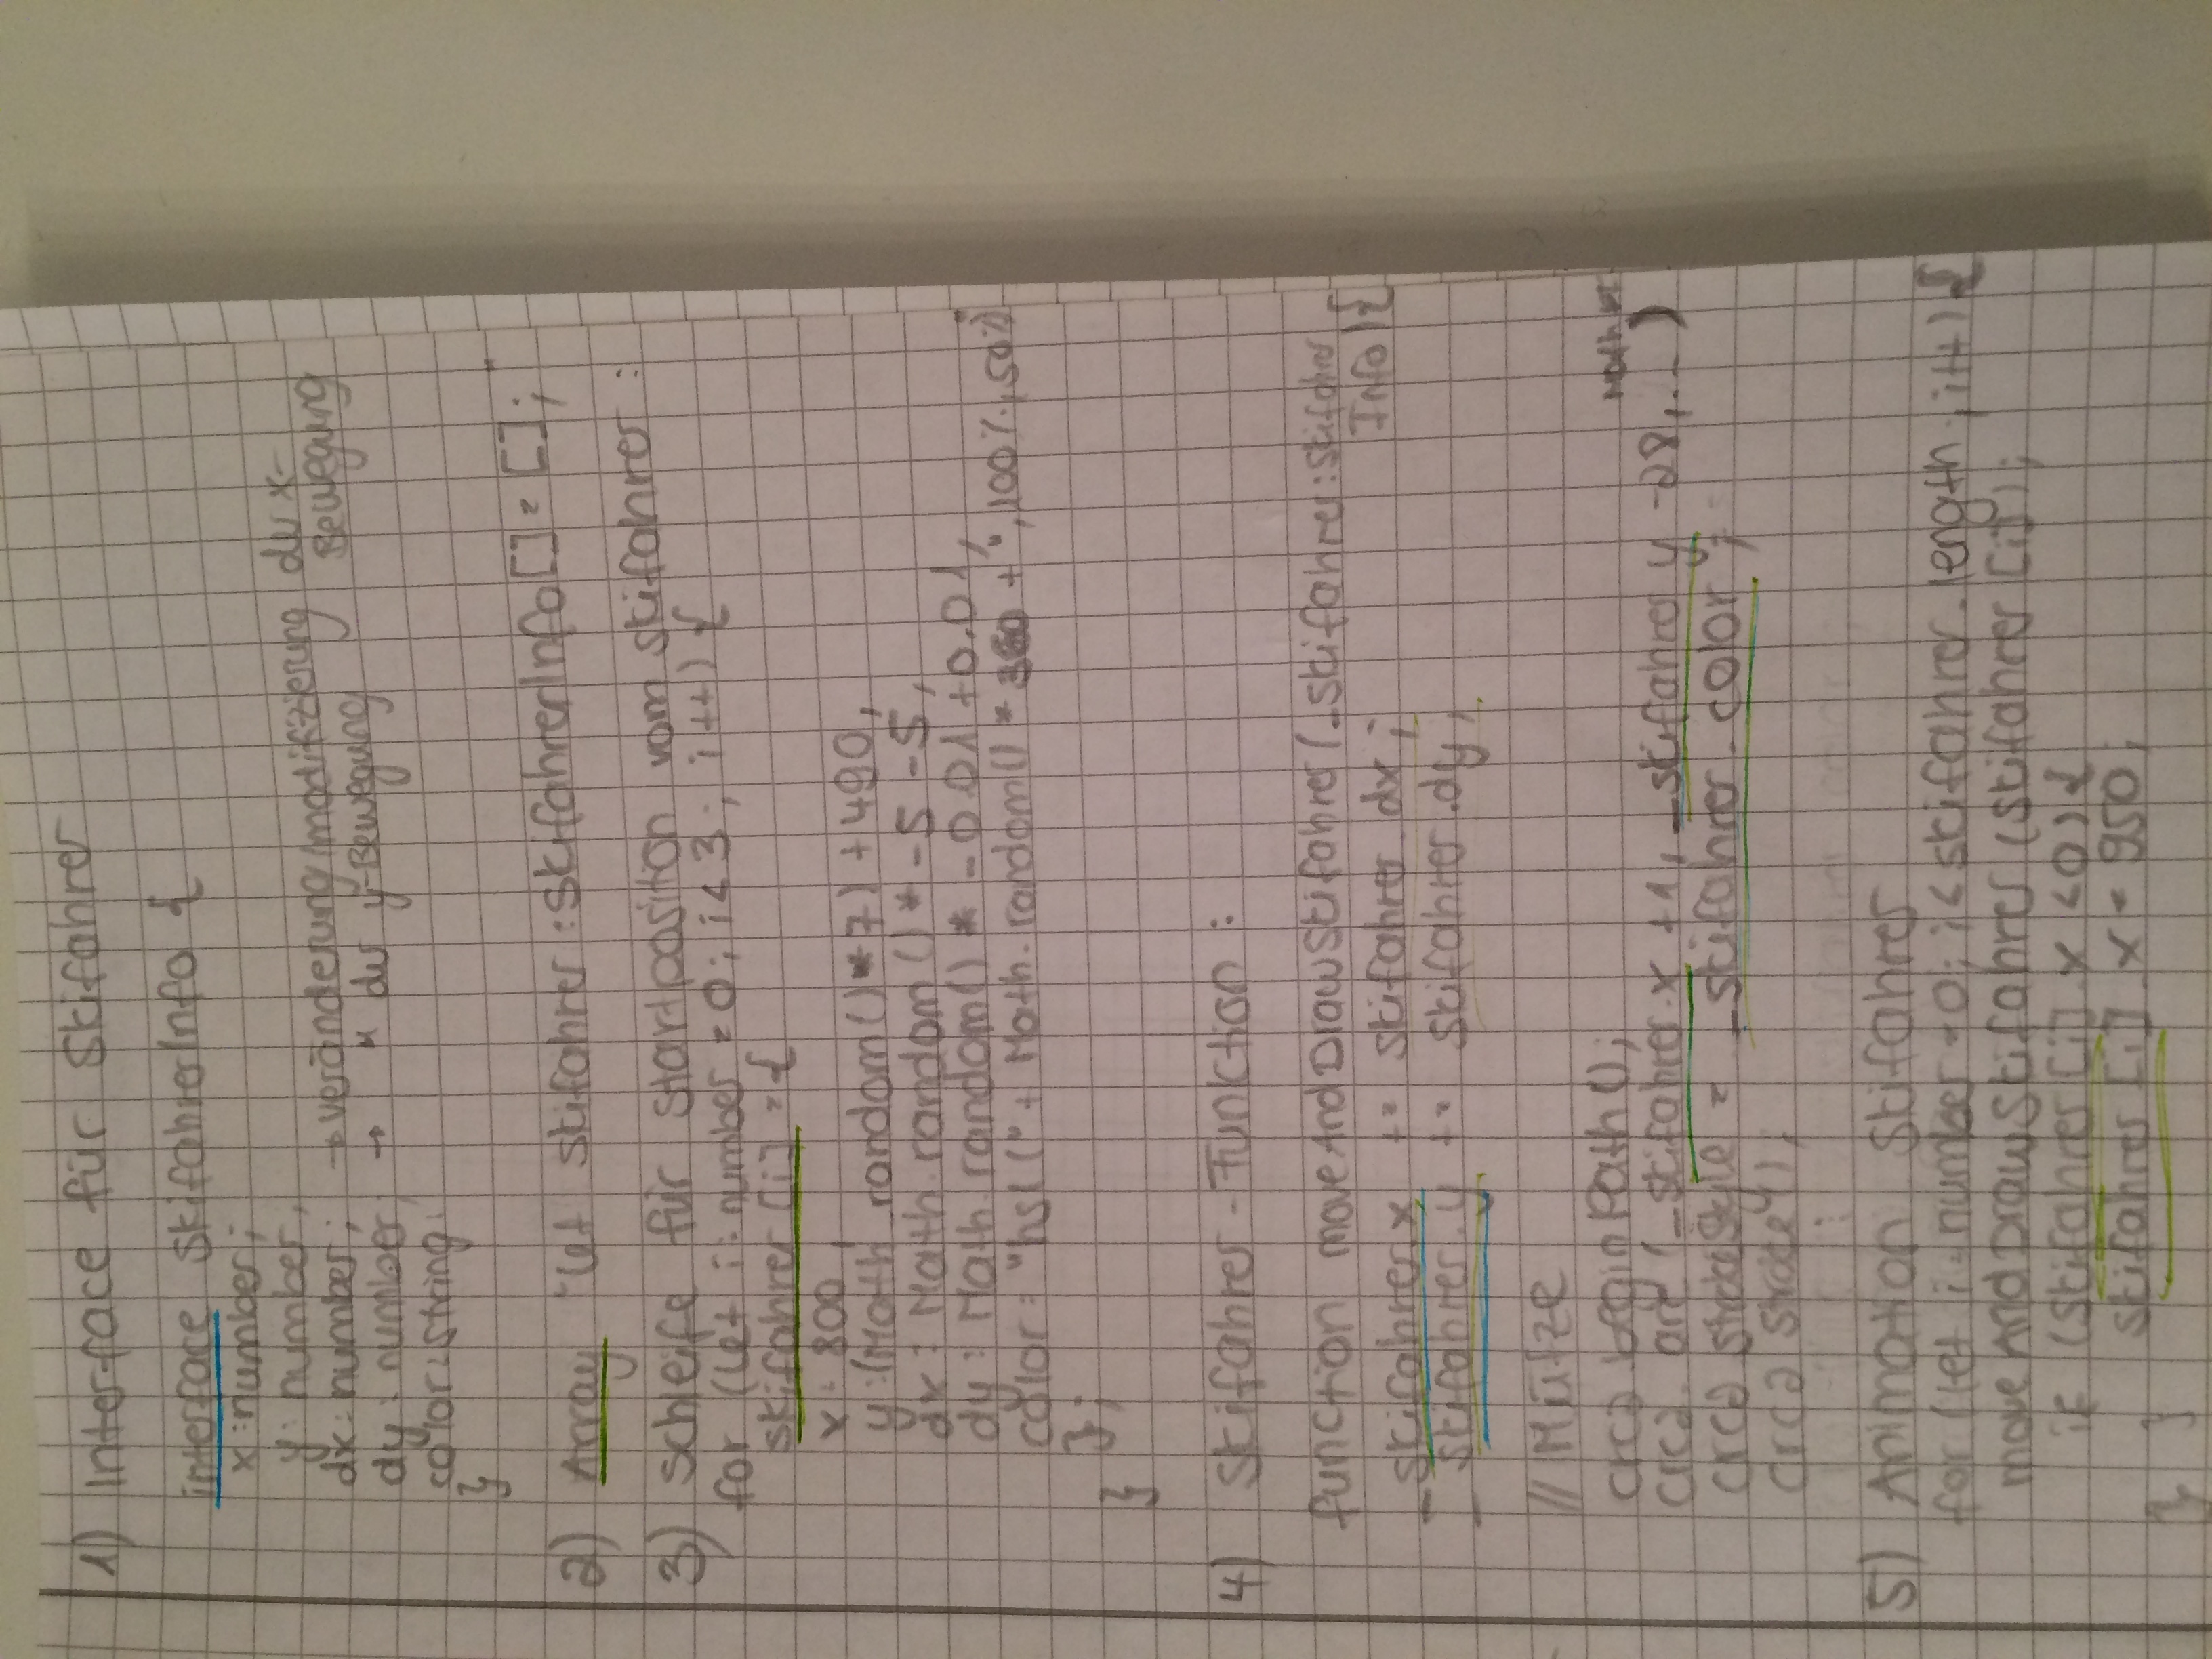 1) Interface für Skifahrer
interface SkifahrerInfo {
x: number;
y: number;
dx: number; → veränderung/modifizierung der x-Bewegung
dy: number; → " der y-Bewegung
color: string;
}
2) Array "let skifahrer: SkifahrerInfo[] = [];"
3) Schleife für Startposition vom Skifahrer:
for (let i: number = 0; i < 3; i++) {
skifahrer[i] = {
x: 800,
y: (Math.random() * 7) + 490,
dx: Math.random() * -5 -5,
dy: Math.random() * -0.01 + 0.01,
color: "hsl(" + Math.random() * 360 + ", 100%, 50%)"
};
}
4) Skifahrer-Funktion:
function moveAndDrawSkifahrer(_skifahrer: SkifahrerInfo) {
_skifahrer.x += skifahrer.dx;
_skifahrer.y += skifahrer.dy;
// Mütze
crc2.beginPath();
crc2.arc(_skifahrer.x +1, _skifahrer.y -28, ... )
crc2.strokeStyle = _skifahrer.color;
crc2.stroke();
:
5) Animation Skifahrer
for (let i: number = 0; i < skifahrer.length; i++) {
moveAndDrawSkifahrer(skifahrer[i]);
if (skifahrer[i].x < 0) {
skifahrer[i].x = 950;
} }